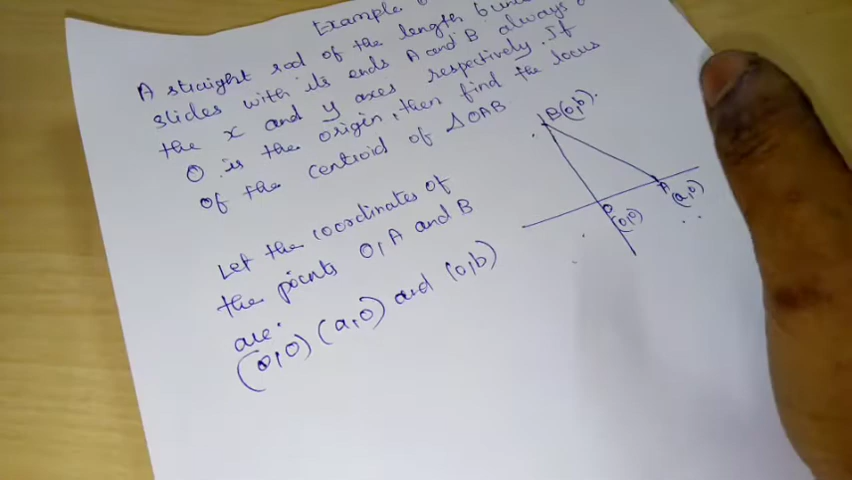 Example
A straight rod of the length 6 uni
slides with its ends A and B always o
the x and y axes respectively. If
O is the origin, then find the locus
of the centroid of ΔOAB
B(0,b).
A
(a,0)
O
(0,0)
Let the coordinates of
the points O, A and B
are:
(0,0) (a,0) and (0,b)